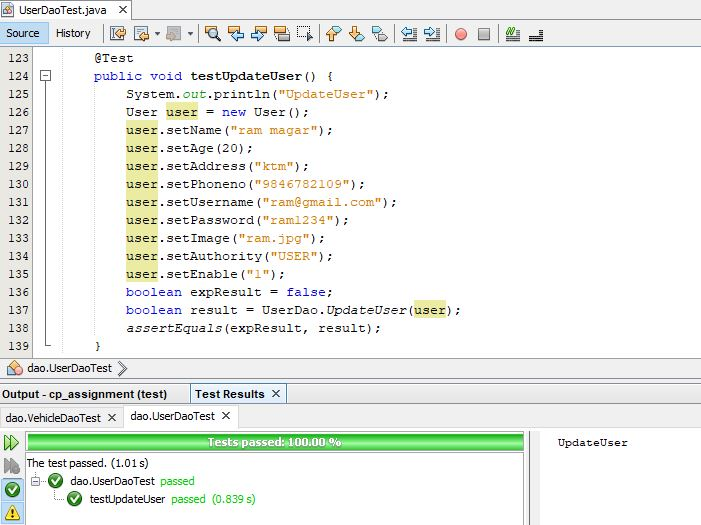 UserDaoTest.java
Source History
123 @Test
124 public void testUpdateUser() {
125 System.out.println("UpdateUser");
126 User user = new User();
127 user.setName("ram magar");
128 user.setAge(20);
129 user.setAddress("ktm");
130 user.setPhoneno("9846782109");
131 user.setUsername("ram@gmail.com");
132 user.setPassword("ram1234");
133 user.setImage("ram.jpg");
134 user.setAuthority("USER");
135 user.setEnable("1");
136 boolean expResult = false;
137 boolean result = UserDao.UpdateUser(user);
138 assertEquals(expResult, result);
139 }
dao.UserDaoTest
Output - cp_assignment (test) Test Results
dao.VehicleDaoTest dao.UserDaoTest
Tests passed: 100.00 %
UpdateUser
The test passed. (1.01 s)
dao.UserDaoTest passed
testUpdateUser passed (0.839 s)